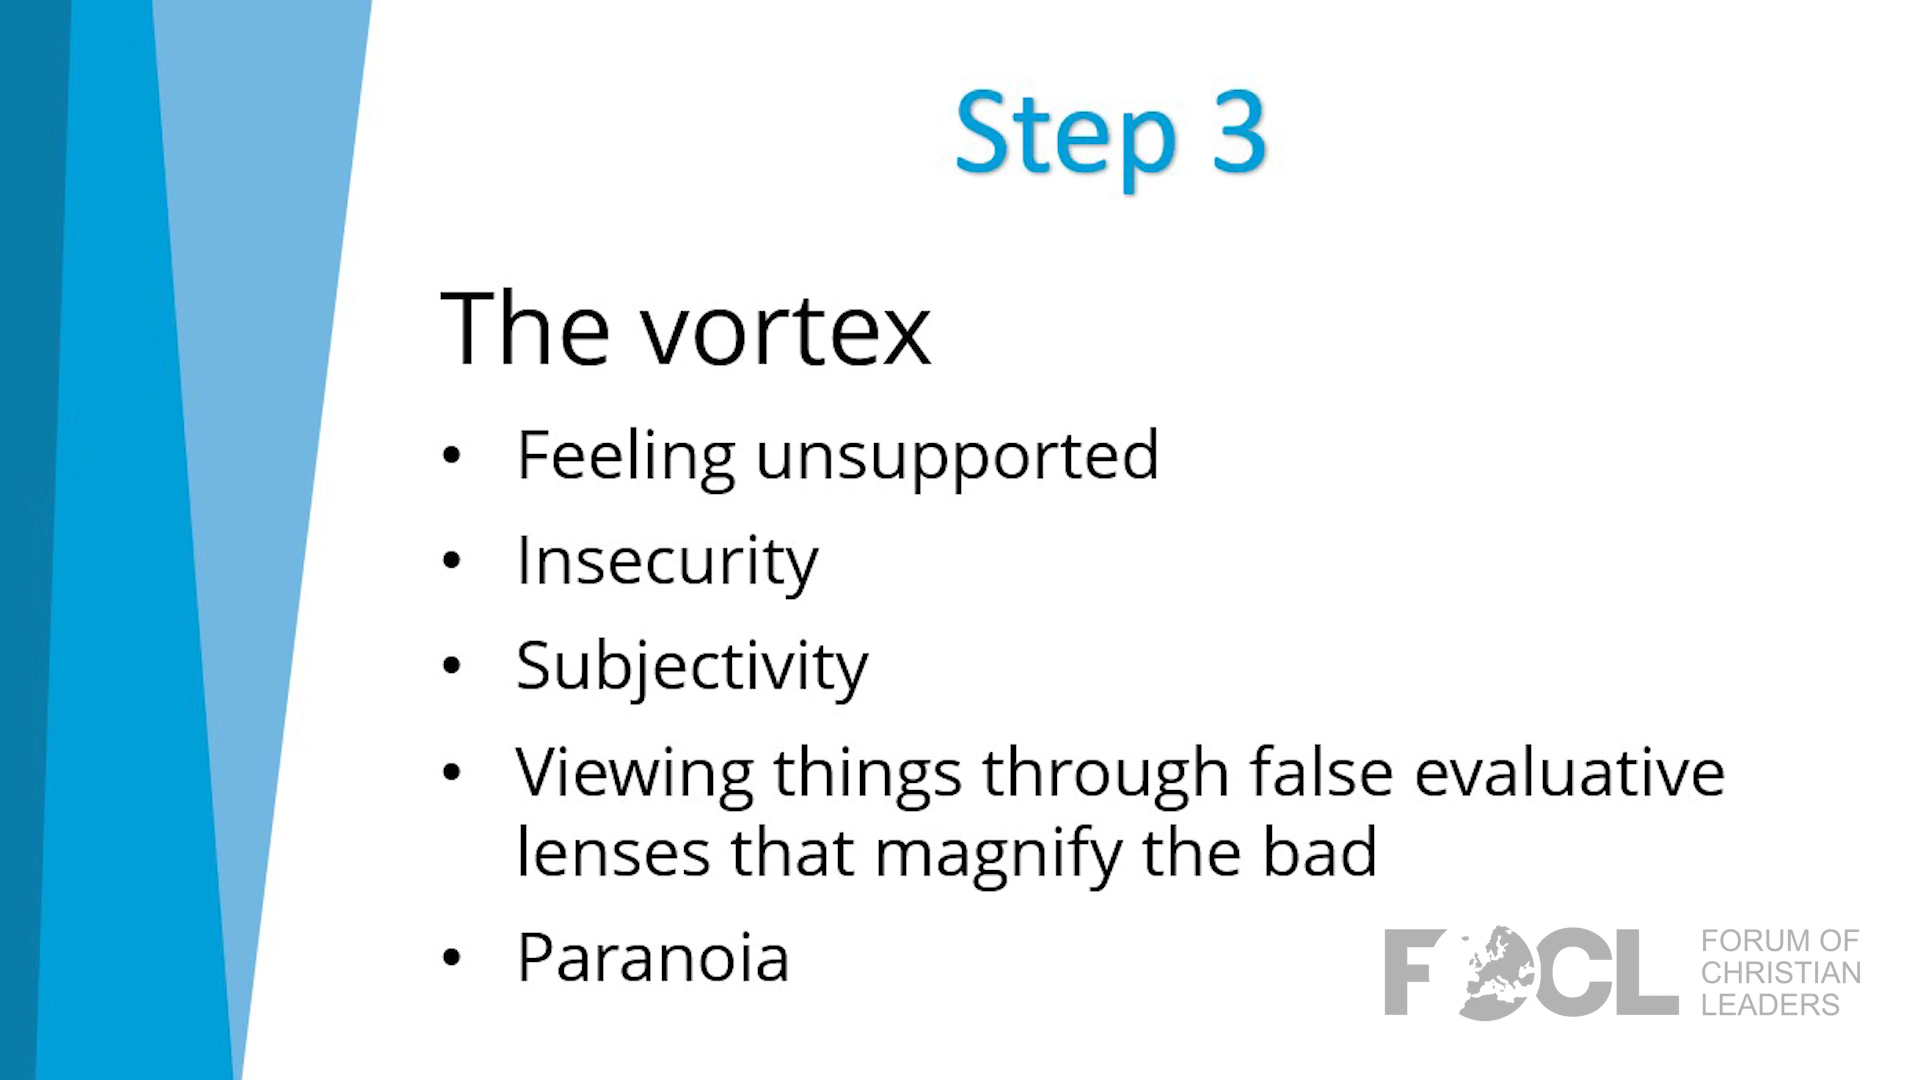 Step 3
The vortex
• Feeling unsupported
• Insecurity
• Subjectivity
• Viewing things through false evaluative
lenses that magnify the bad
• Paranoia
FOCL
FORUM OF
CHRISTIAN
LEADERS